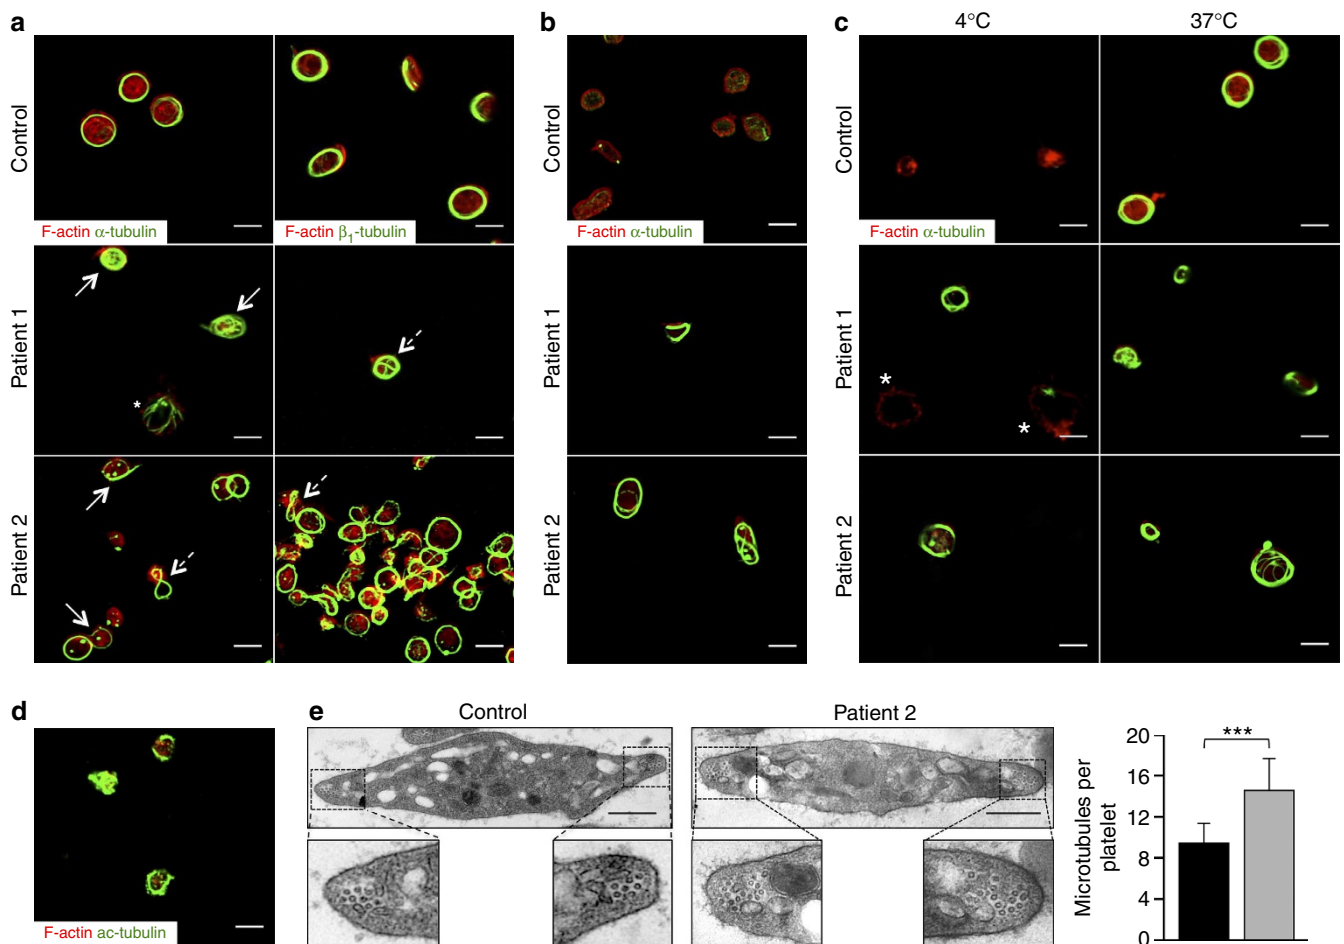 a
b
c
4°C
37°C
Control
F-actin α-tubulin
F-actin β1-tubulin
Control
F-actin α-tubulin
Control
F-actin α-tubulin
Patient 1
*
Patient 1
Patient 1
*
*
Patient 2
Patient 2
Patient 2
d
F-actin ac-tubulin
e
Control
Patient 2
Microtubules per
platelet
20
16
12
8
4
0
***